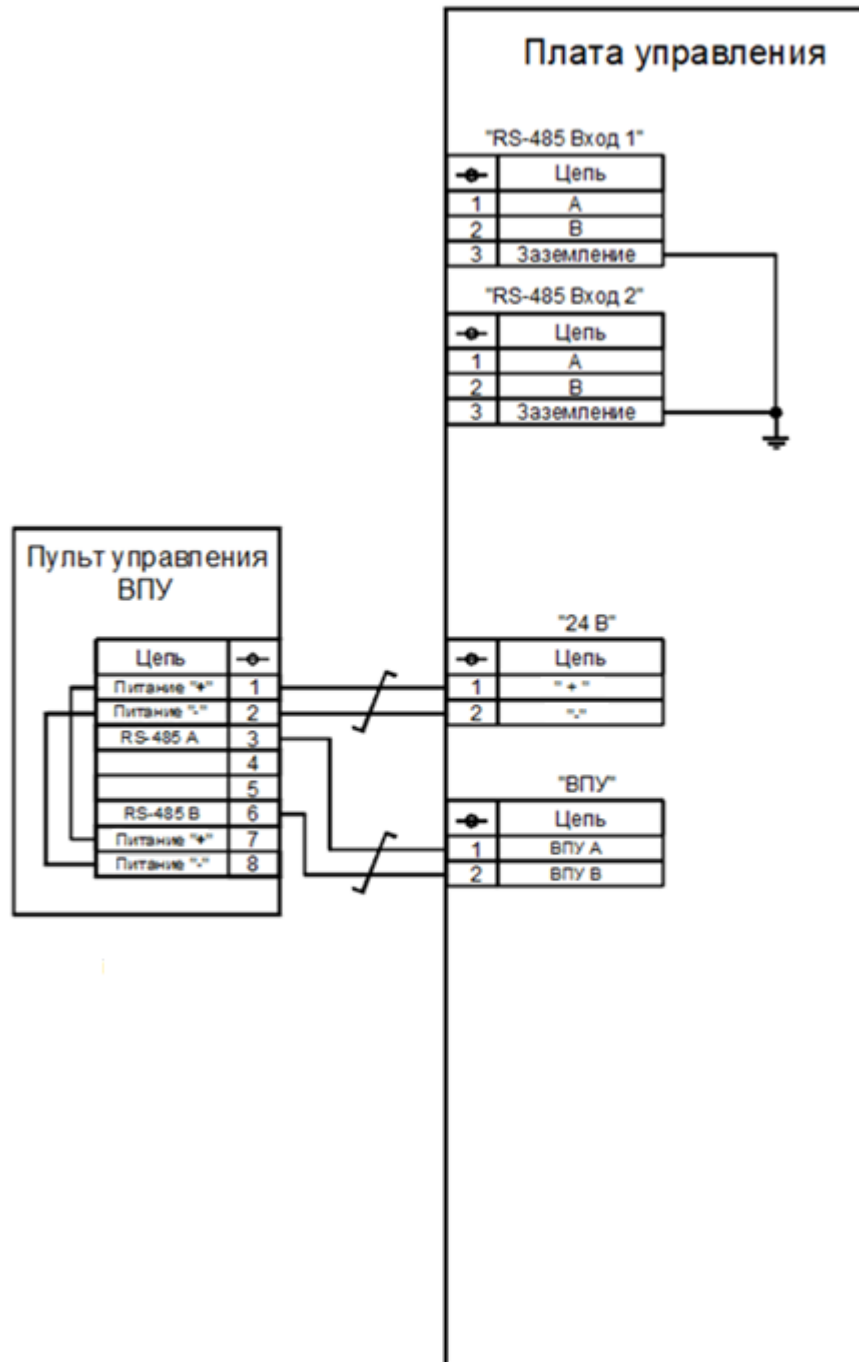 Плата управления
"RS-485 Вход 1"
Цепь
1 A
2 B
3 Заземление
"RS-485 Вход 2"
Цепь
1 A
2 B
3 Заземление
Пульт управления
ВПУ
Цепь
Питание "+" 1
Питание "-" 2
RS-485 A 3
4
5
RS-485 B 6
Питание "+" 7
Питание "-" 8
"24 В"
Цепь
1 "+"
2 "-"
"ВПУ"
Цепь
1 ВПУ A
2 ВПУ B